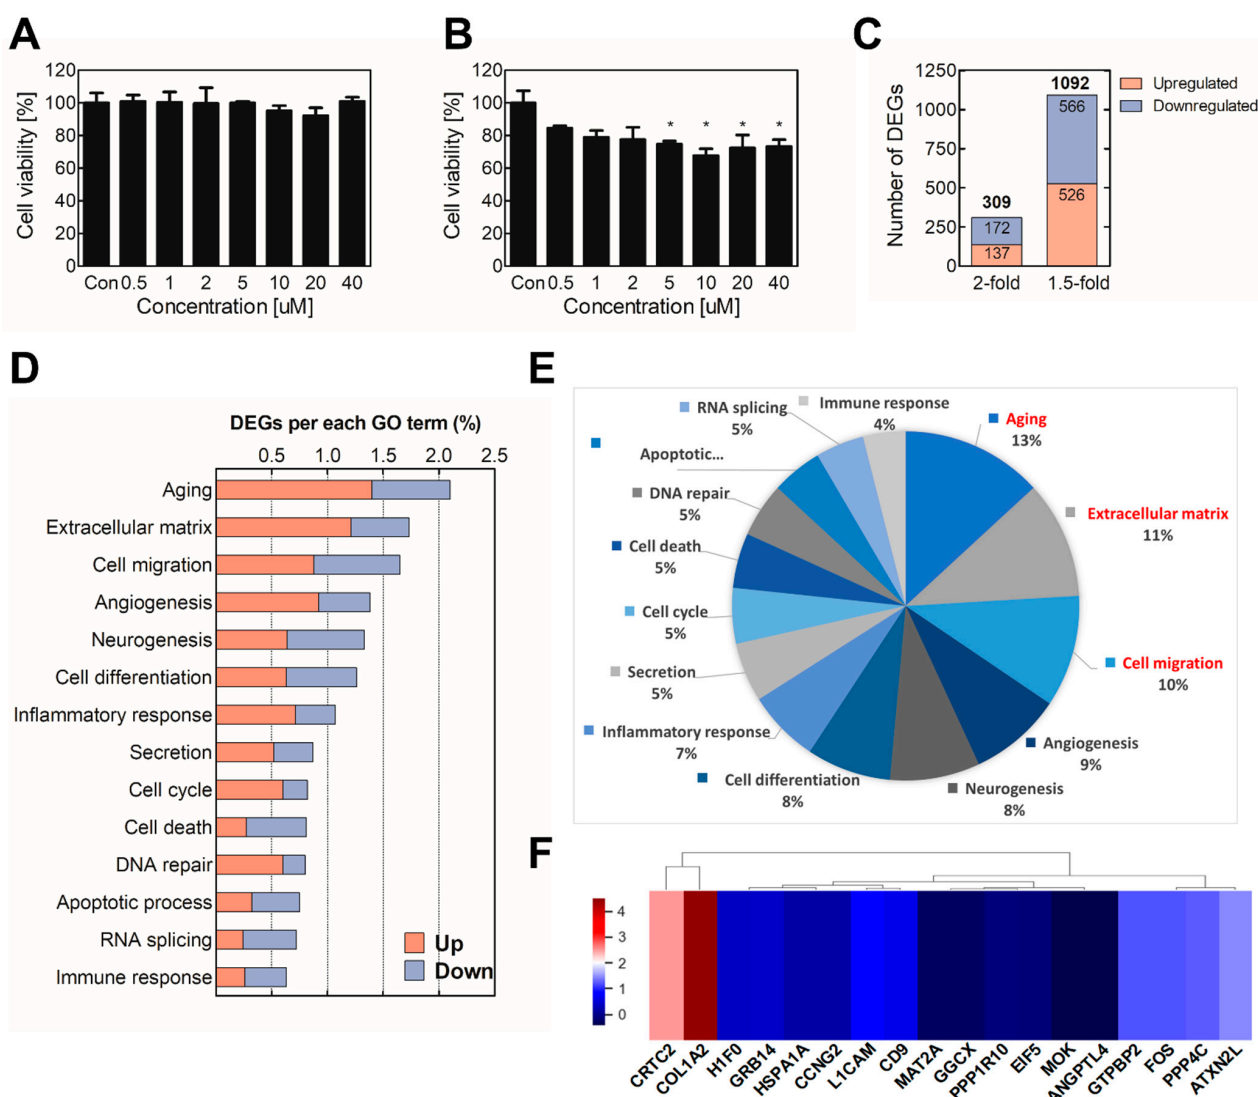 A
Cell viability [%]
120
100
80
60
40
20
0
Con 0.5 1 2 5 10 20 40
Concentration [uM]
B
Cell viability [%]
120
100
80
60
40
20
0
* * * *
Con 0.5 1 2 5 10 20 40
Concentration [uM]
C
Number of DEGs
1250
1000
750
500
250
0
309
172
137
1092
566
526
2-fold 1.5-fold
Upregulated
Downregulated
D
DEGs per each GO term (%)
0.5 1.0 1.5 2.0 2.5
Aging
Extracellular matrix
Cell migration
Angiogenesis
Neurogenesis
Cell differentiation
Inflammatory response
Secretion
Cell cycle
Cell death
DNA repair
Apoptotic process
RNA splicing
Immune response
Up
Down
E
Immune response
4%
Aging
13%
Extracellular matrix
11%
Cell migration
10%
Angiogenesis
9%
Neurogenesis
8%
Cell differentiation
8%
Inflammatory response
7%
Secretion
5%
Cell cycle
5%
Cell death
5%
DNA repair
5%
Apoptotic...
RNA splicing
5%
F
4
3
2
1
0
CRTC2
COL1A2
H1F0
GRB14
HSPA1A
CCNG2
L1CAM
CD9
MAT2A
GGCX
PPP1R10
EIF5
MOK
ANGPTL4
GTPBP2
FOS
PPP4C
ATXN2L